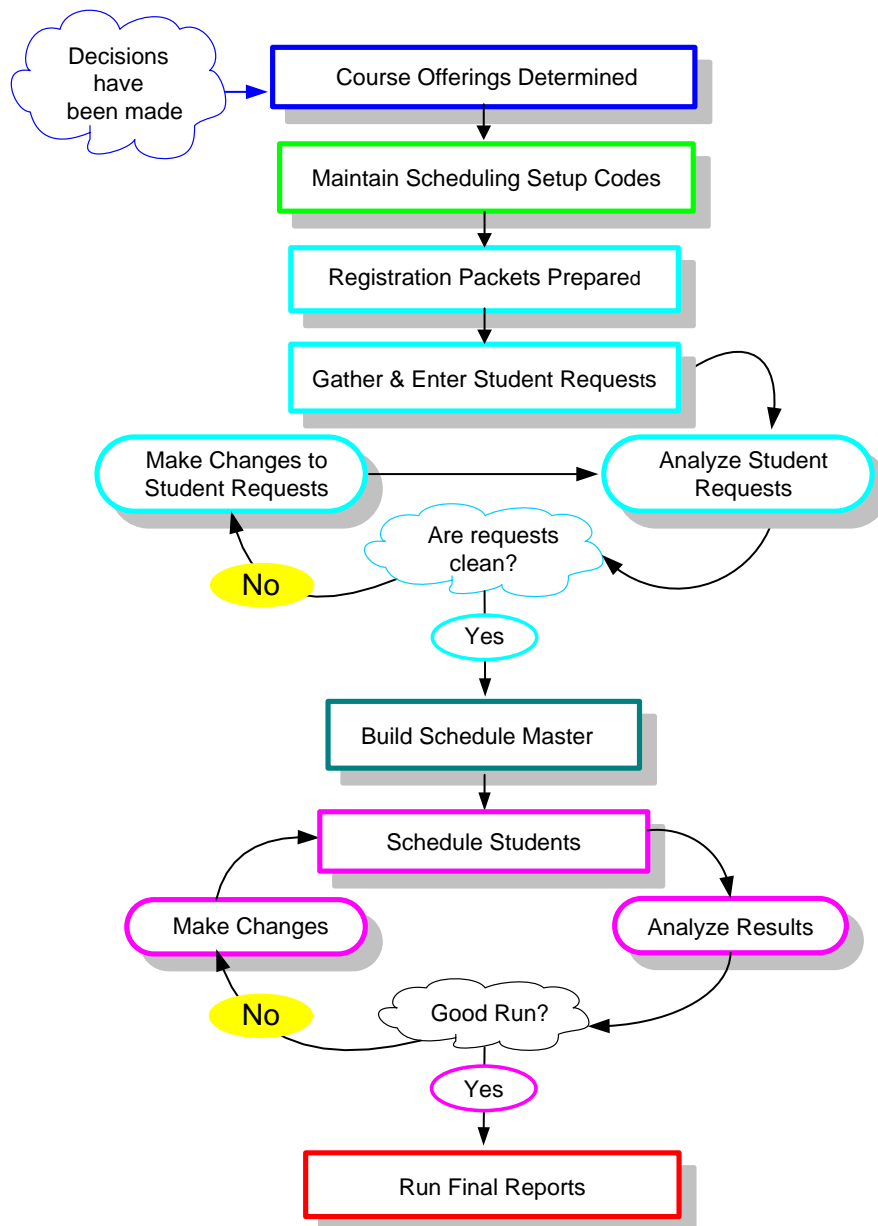 Decisions
have
been made
Course Offerings Determined
Maintain Scheduling Setup Codes
Registration Packets Prepared
Gather & Enter Student Requests
Make Changes to
Student Requests
Analyze Student
Requests
Are requests
clean?
No
Yes
Build Schedule Master
Schedule Students
Make Changes
Analyze Results
Good Run?
No
Yes
Run Final Reports